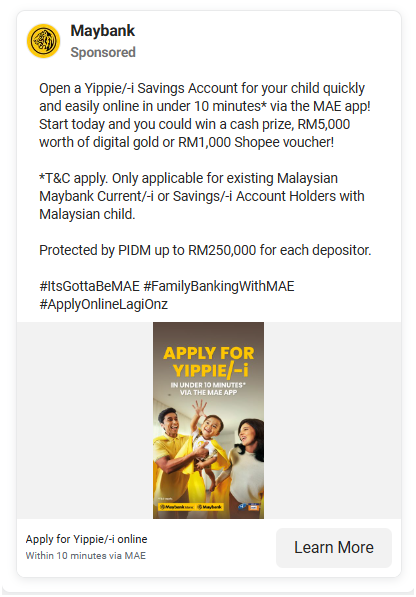 Maybank
Sponsored
Open a Yippie/-i Savings Account for your child quickly
and easily online in under 10 minutes* via the MAE app!
Start today and you could win a cash prize, RM5,000
worth of digital gold or RM1,000 Shopee voucher!
*T&C apply. Only applicable for existing Malaysian
Maybank Current/-i or Savings/-i Account Holders with
Malaysian child.
Protected by PIDM up to RM250,000 for each depositor.
#ItsGottaBeMAE #FamilyBankingWithMAE
#ApplyOnlineLagiOnz
APPLY FOR
YIPPIE/-i
IN UNDER 10 MINUTES*
VIA THE MAE APP
Maybank Maybank
Apply for Yippie/-i online
Within 10 minutes via MAE
Learn More